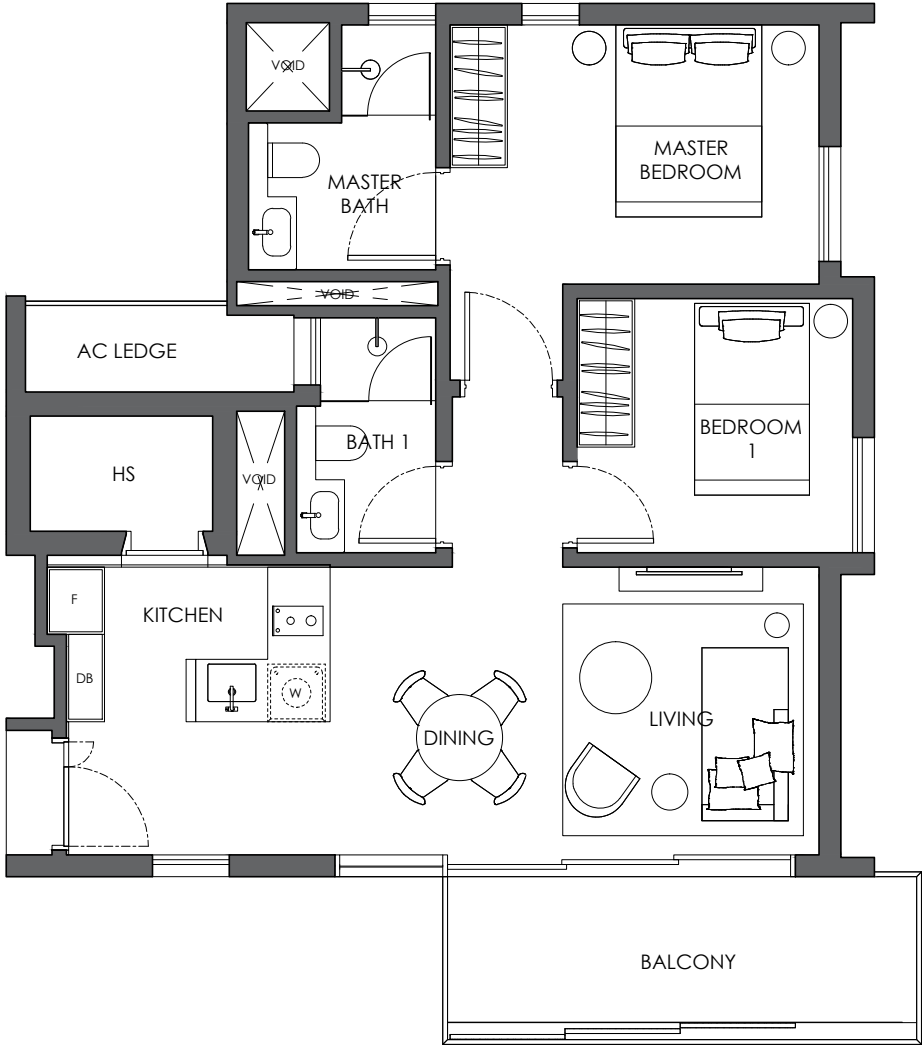 VOID
MASTER
BATH
MASTER
BEDROOM
VOID
AC LEDGE
BATH 1
BEDROOM
1
HS
VOID
F
KITCHEN
DB
W
DINING
LIVING
BALCONY